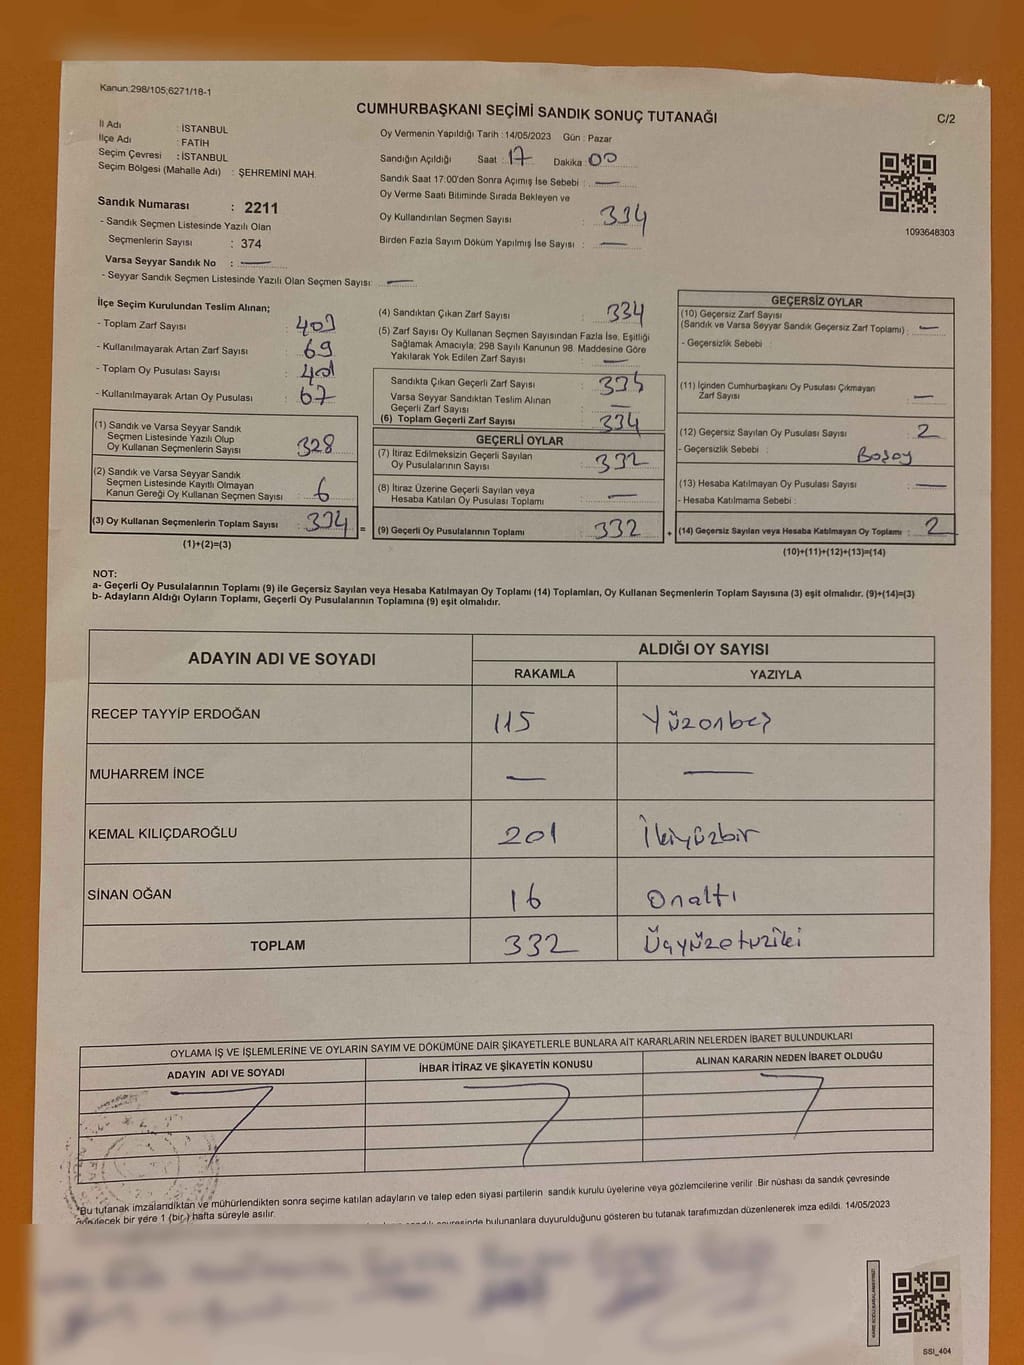 Kanun:298/105;6271/18-1
CUMHURBAŞKANI SEÇİMİ SANDIK SONUÇ TUTANAĞI
C/2
İl Adı : İSTANBUL
İlçe Adı : FATİH
Seçim Çevresi : İSTANBUL
Seçim Bölgesi (Mahalle Adı) : ŞEHREMİNİ MAH.
Sandık Numarası : 2211
- Sandık Seçmen Listesinde Yazılı Olan
Seçmenlerin Sayısı : 374
Varsa Seyyar Sandık No : —
- Seyyar Sandık Seçmen Listesinde Yazılı Olan Seçmen Sayısı: —
Oy Vermenin Yapıldığı Tarih : 14/05/2023 Gün : Pazar
Sandığın Açıldığı Saat : 17 Dakika : 00
Sandık Saat 17:00'den Sonra Açımış İse Sebebi : —
Oy Verme Saati Bitiminde Sırada Bekleyen ve
Oy Kullandırılan Seçmen Sayısı : 334
Birden Fazla Sayım Döküm Yapılmış İse Sayısı : —
1093648303
İlçe Seçim Kurulundan Teslim Alınan;
- Toplam Zarf Sayısı : 403
- Kullanılmayarak Artan Zarf Sayısı : 69
- Toplam Oy Pusulası Sayısı : 401
- Kullanılmayarak Artan Oy Pusulası : 67
(1) Sandık ve Varsa Seyyar Sandık
Seçmen Listesinde Yazılı Olup
Oy Kullanan Seçmenlerin Sayısı : 328
(2) Sandık ve Varsa Seyyar Sandık
Seçmen Listesinde Kayıtlı Olmayan
Kanun Gereği Oy Kullanan Seçmen Sayısı : 6
(3) Oy Kullanan Seçmenlerin Toplam Sayısı : 334 =
(1)+(2)=(3)
(4) Sandıktan Çıkan Zarf Sayısı : 334
(5) Zarf Sayısı Oy Kullanan Seçmen Sayısından Fazla İse, Eşitliği
Sağlamak Amacıyla; 298 Sayılı Kanunun 98. Maddesine Göre
Yakılarak Yok Edilen Zarf Sayısı : —
Sandıkta Çıkan Geçerli Zarf Sayısı : 334
Varsa Seyyar Sandıktan Teslim Alınan
Geçerli Zarf Sayısı : —
(6) Toplam Geçerli Zarf Sayısı : 334
GEÇERLİ OYLAR
(7) İtiraz Edilmeksizin Geçerli Sayılan
Oy Pusulalarının Sayısı : 332
(8) İtiraz Üzerine Geçerli Sayılan veya
Hesaba Katılan Oy Pusulası Toplamı : —
(9) Geçerli Oy Pusulalarının Toplamı : 332 +
GEÇERSİZ OYLAR
(10) Geçersiz Zarf Sayısı
(Sandık ve Varsa Seyyar Sandık Geçersiz Zarf Toplamı) : —
- Geçersizlik Sebebi :
(11) İçinden Cumhurbaşkanı Oy Pusulası Çıkmayan
Zarf Sayısı : —
(12) Geçersiz Sayılan Oy Pusulası Sayısı : 2
- Geçersizlik Sebebi :
(13) Hesaba Katılmayan Oy Pusulası Sayısı : —
- Hesaba Katılmama Sebebi :
(14) Geçersiz Sayılan veya Hesaba Katılmayan Oy Toplamı : 2
(10)+(11)+(12)+(13)=(14)
NOT:
a- Geçerli Oy Pusulalarının Toplamı (9) ile Geçersiz Sayılan veya Hesaba Katılmayan Oy Toplamı (14) Toplamları, Oy Kullanan Seçmenlerin Toplam Sayısına (3) eşit olmalıdır. (9)+(14)=(3)
b- Adayların Aldığı Oyların Toplamı, Geçerli Oy Pusulalarının Toplamına (9) eşit olmalıdır.
ADAYIN ADI VE SOYADI
ALDIĞI OY SAYISI
RAKAMLA YAZIYLA
RECEP TAYYİP ERDOĞAN 115 Yüzonbeş
MUHARREM İNCE — —
KEMAL KILIÇDAROĞLU 201 İkiyüzbir
SİNAN OĞAN 16 Onaltı
TOPLAM 332 Üçyüzotuziki
OYLAMA İŞ VE İŞLEMLERİNE VE OYLARIN SAYIM VE DÖKÜMÜNE DAİR ŞİKAYETLERLE BUNLARA AİT KARARLARIN NELERDEN İBARET BULUNDUKLARI
ADAYIN ADI VE SOYADI İHBAR İTİRAZ VE ŞİKAYETİN KONUSU ALINAN KARARIN NEDEN İBARET OLDUĞU
Bu tutanak imzalandıktan ve mühürlendikten sonra seçime katılan adayların ve talep eden siyasi partilerin sandık kurulu üyelerine veya gözlemcilerine verilir. Bir nüshası da sandık çevresinde
görülecek bir yere 1 (bir) hafta süreyle asılır.
bulunanlara duyurulduğunu gösteren bu tutanak tarafımızdan düzenlenerek imza edildi. 14/05/2023
SSI_404